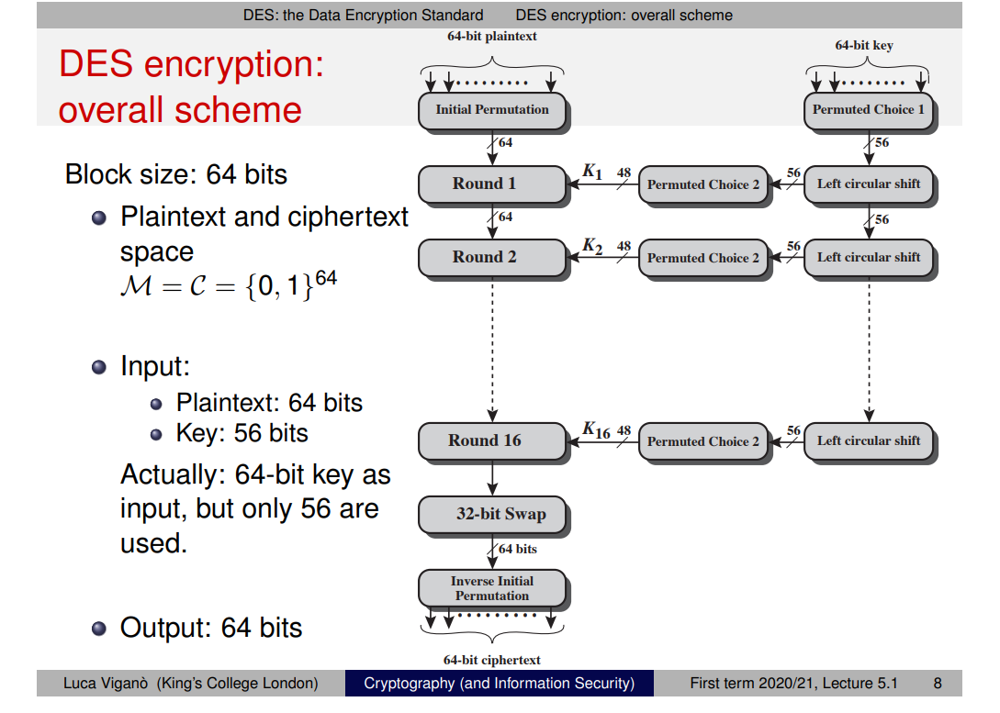 DES: the Data Encryption Standard DES encryption: overall scheme
DES encryption:
overall scheme
Block size: 64 bits
Plaintext and ciphertext
space
ℳ = 𝒞 = {0, 1}^64
Input:
Plaintext: 64 bits
Key: 56 bits
Actually: 64-bit key as
input, but only 56 are
used.
Output: 64 bits
64-bit plaintext
64-bit key
Initial Permutation
Permuted Choice 1
64
56
Round 1
K1
48
Permuted Choice 2
56
Left circular shift
64
56
Round 2
K2
48
Permuted Choice 2
56
Left circular shift
Round 16
K16
48
Permuted Choice 2
56
Left circular shift
32-bit Swap
64 bits
Inverse Initial
Permutation
64-bit ciphertext
Luca Viganò (King's College London) Cryptography (and Information Security) First term 2020/21, Lecture 5.1 8